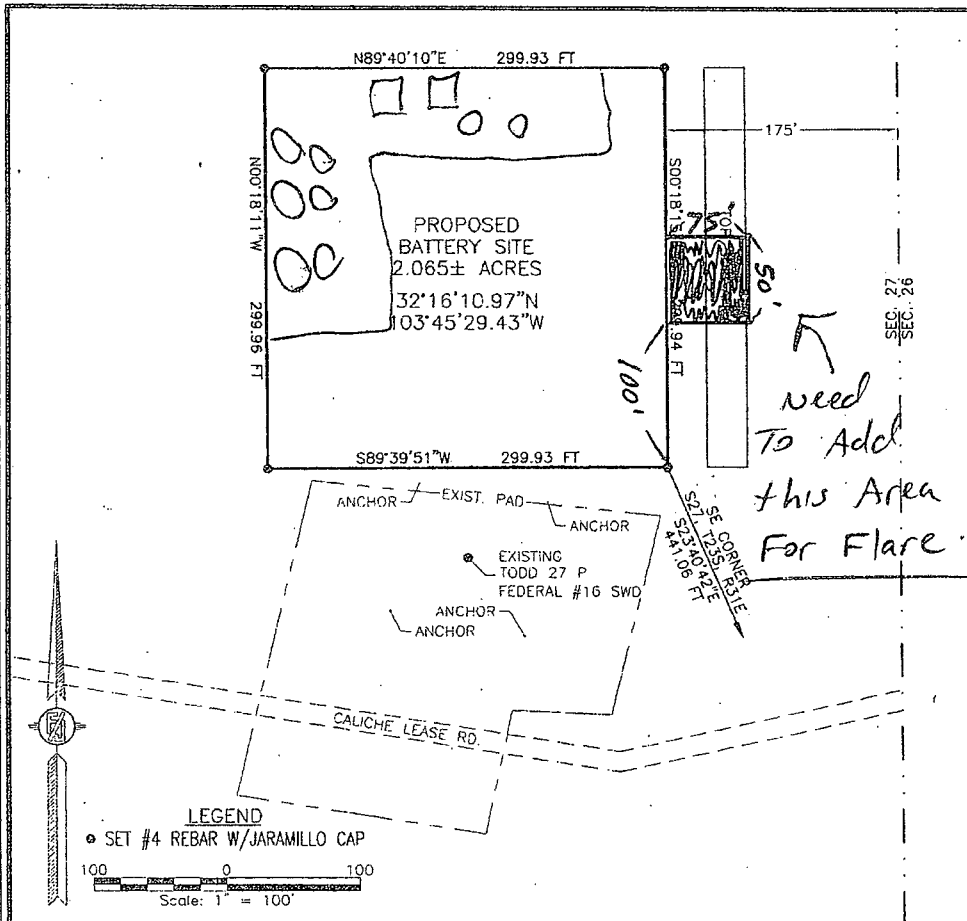 N89°40'10"E 299.93 FT
175'
N00°18'11"W 299.96 FT
S00°18'15
75'
50'
PROPOSED
BATTERY SITE
2.065± ACRES
32°16'10.97"N
103°45'29.43"W
.94 FT
100'
SEC. 27
SEC. 26
need
To Add
this Area
For Flare
S89°39'51"W 299.93 FT
ANCHOR
EXIST. PAD
ANCHOR
SE CORNER
S27, T23S, R31E
S23°40'42"E
441.06 FT
EXISTING
TODD 27 P
FEDERAL #16 SWD
ANCHOR
ANCHOR
CALICHE LEASE RD.
LEGEND
SET #4 REBAR W/JARAMILLO CAP
100 0 100
Scale: 1" = 100'